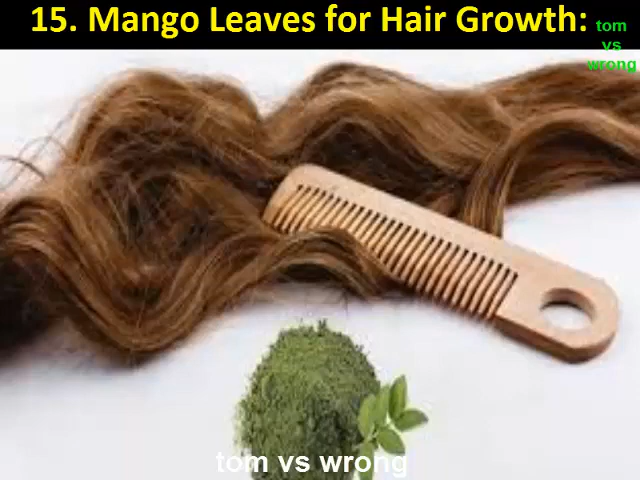 15. Mango Leaves for Hair Growth:
tom
vs
wrong
tom vs wrong